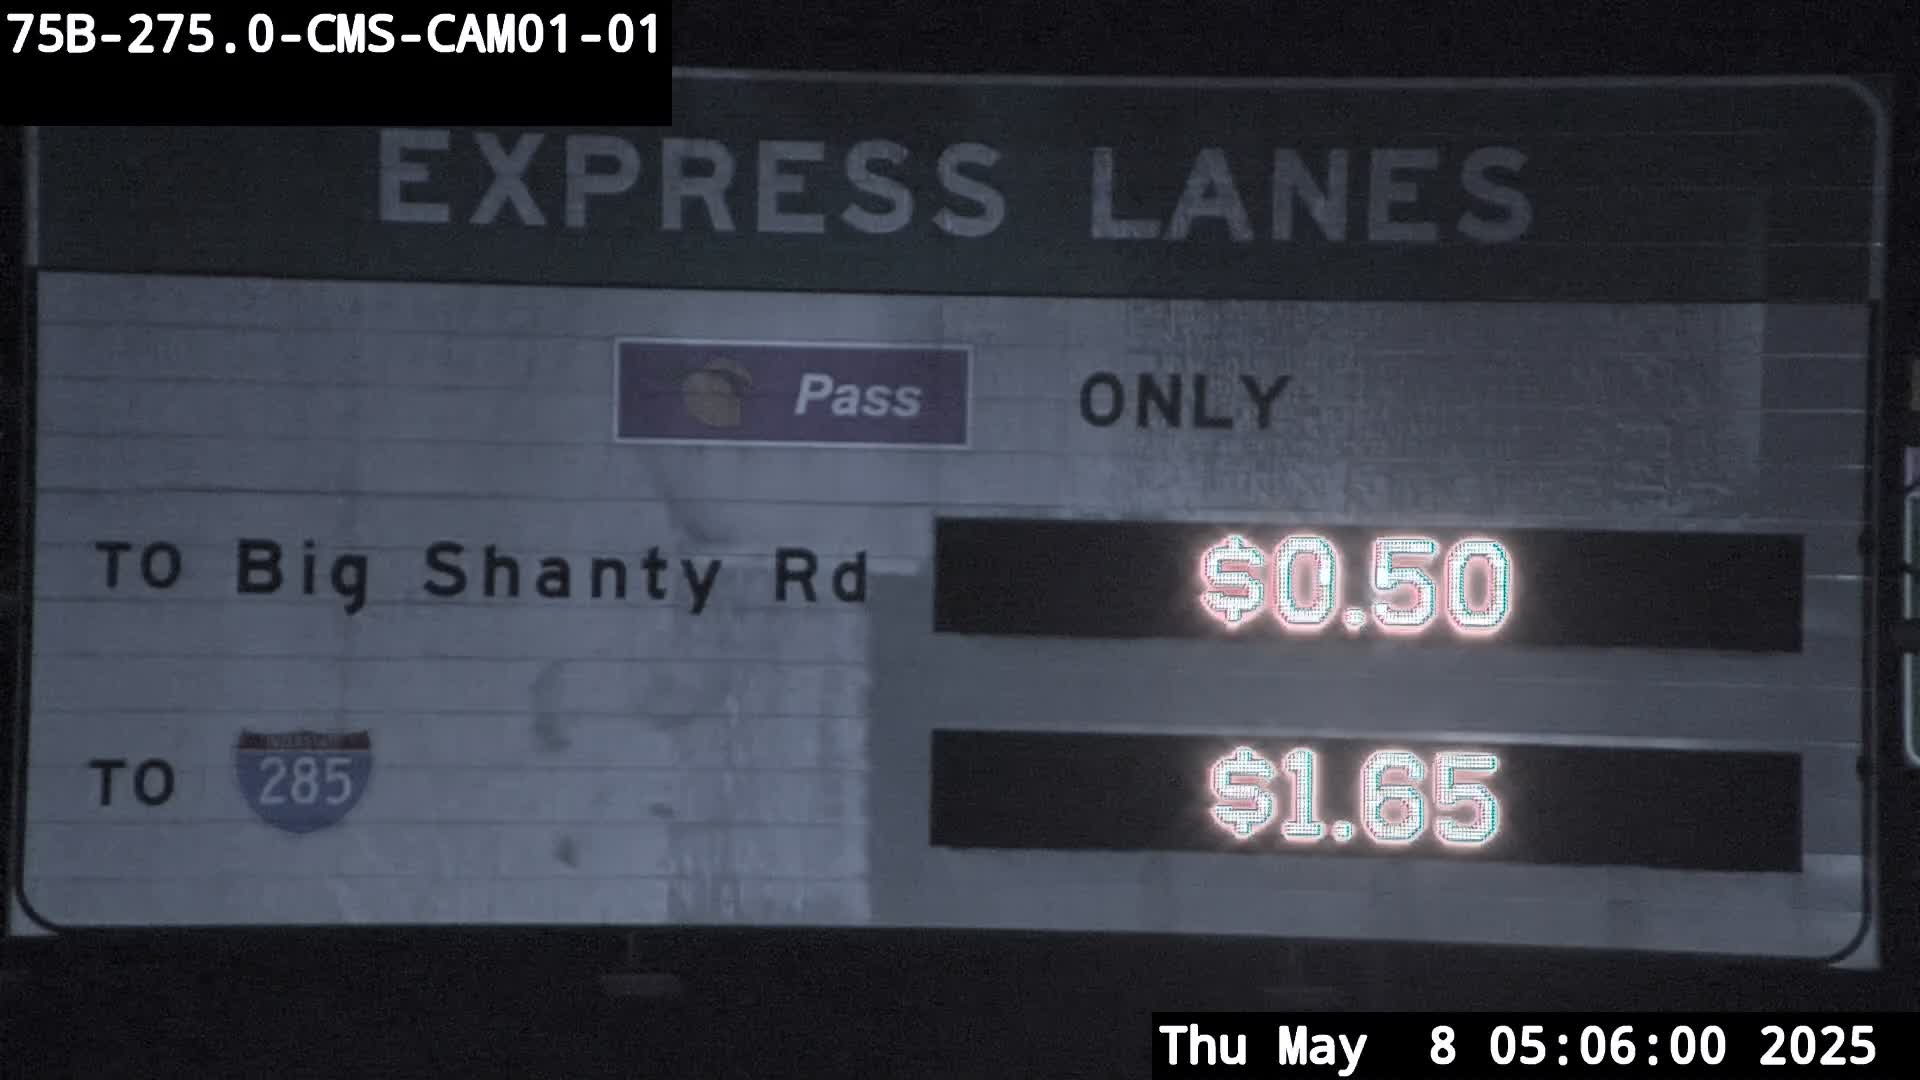 75B-275.0-CMS-CAM01-01
EXPRESS LANES
Pass ONLY
TO Big Shanty Rd $0.50
TO 285 $1.65
Thu May 8 05:06:00 2025